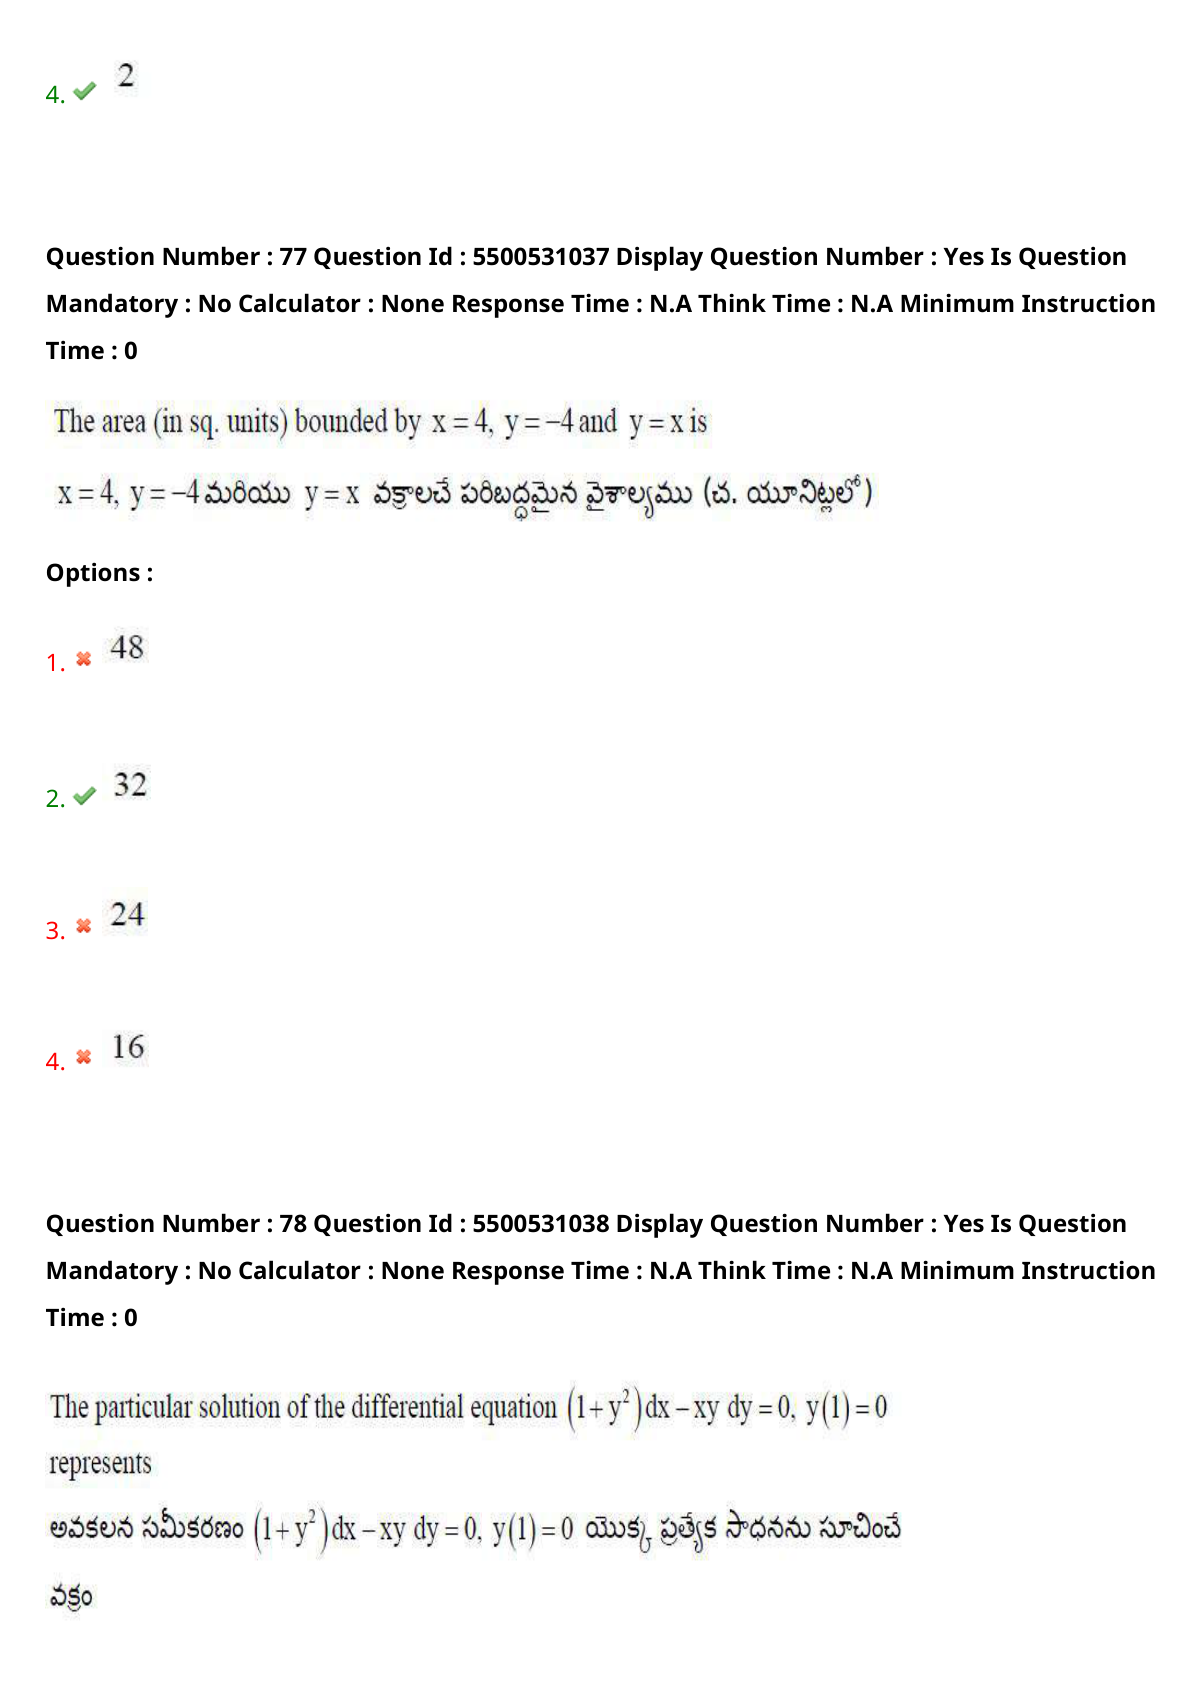 4. 2
Question Number : 77 Question Id : 5500531037 Display Question Number : Yes Is Question
Mandatory : No Calculator : None Response Time : N.A Think Time : N.A Minimum Instruction
Time : 0
The area (in sq. units) bounded by x = 4, y = −4 and y = x is
x = 4, y = −4 మరియు y = x వక్రాలచే పరిబద్ధమైన వైశాల్యము (చ. యూనిట్లలో)
Options :
1. 48
2. 32
3. 24
4. 16
Question Number : 78 Question Id : 5500531038 Display Question Number : Yes Is Question
Mandatory : No Calculator : None Response Time : N.A Think Time : N.A Minimum Instruction
Time : 0
The particular solution of the differential equation (1 + y²)dx − xy dy = 0, y(1) = 0
represents
అవకలన సమీకరణం (1 + y²)dx − xy dy = 0, y(1) = 0 యొక్క ప్రత్యేక సాధనను సూచించే
వక్రం